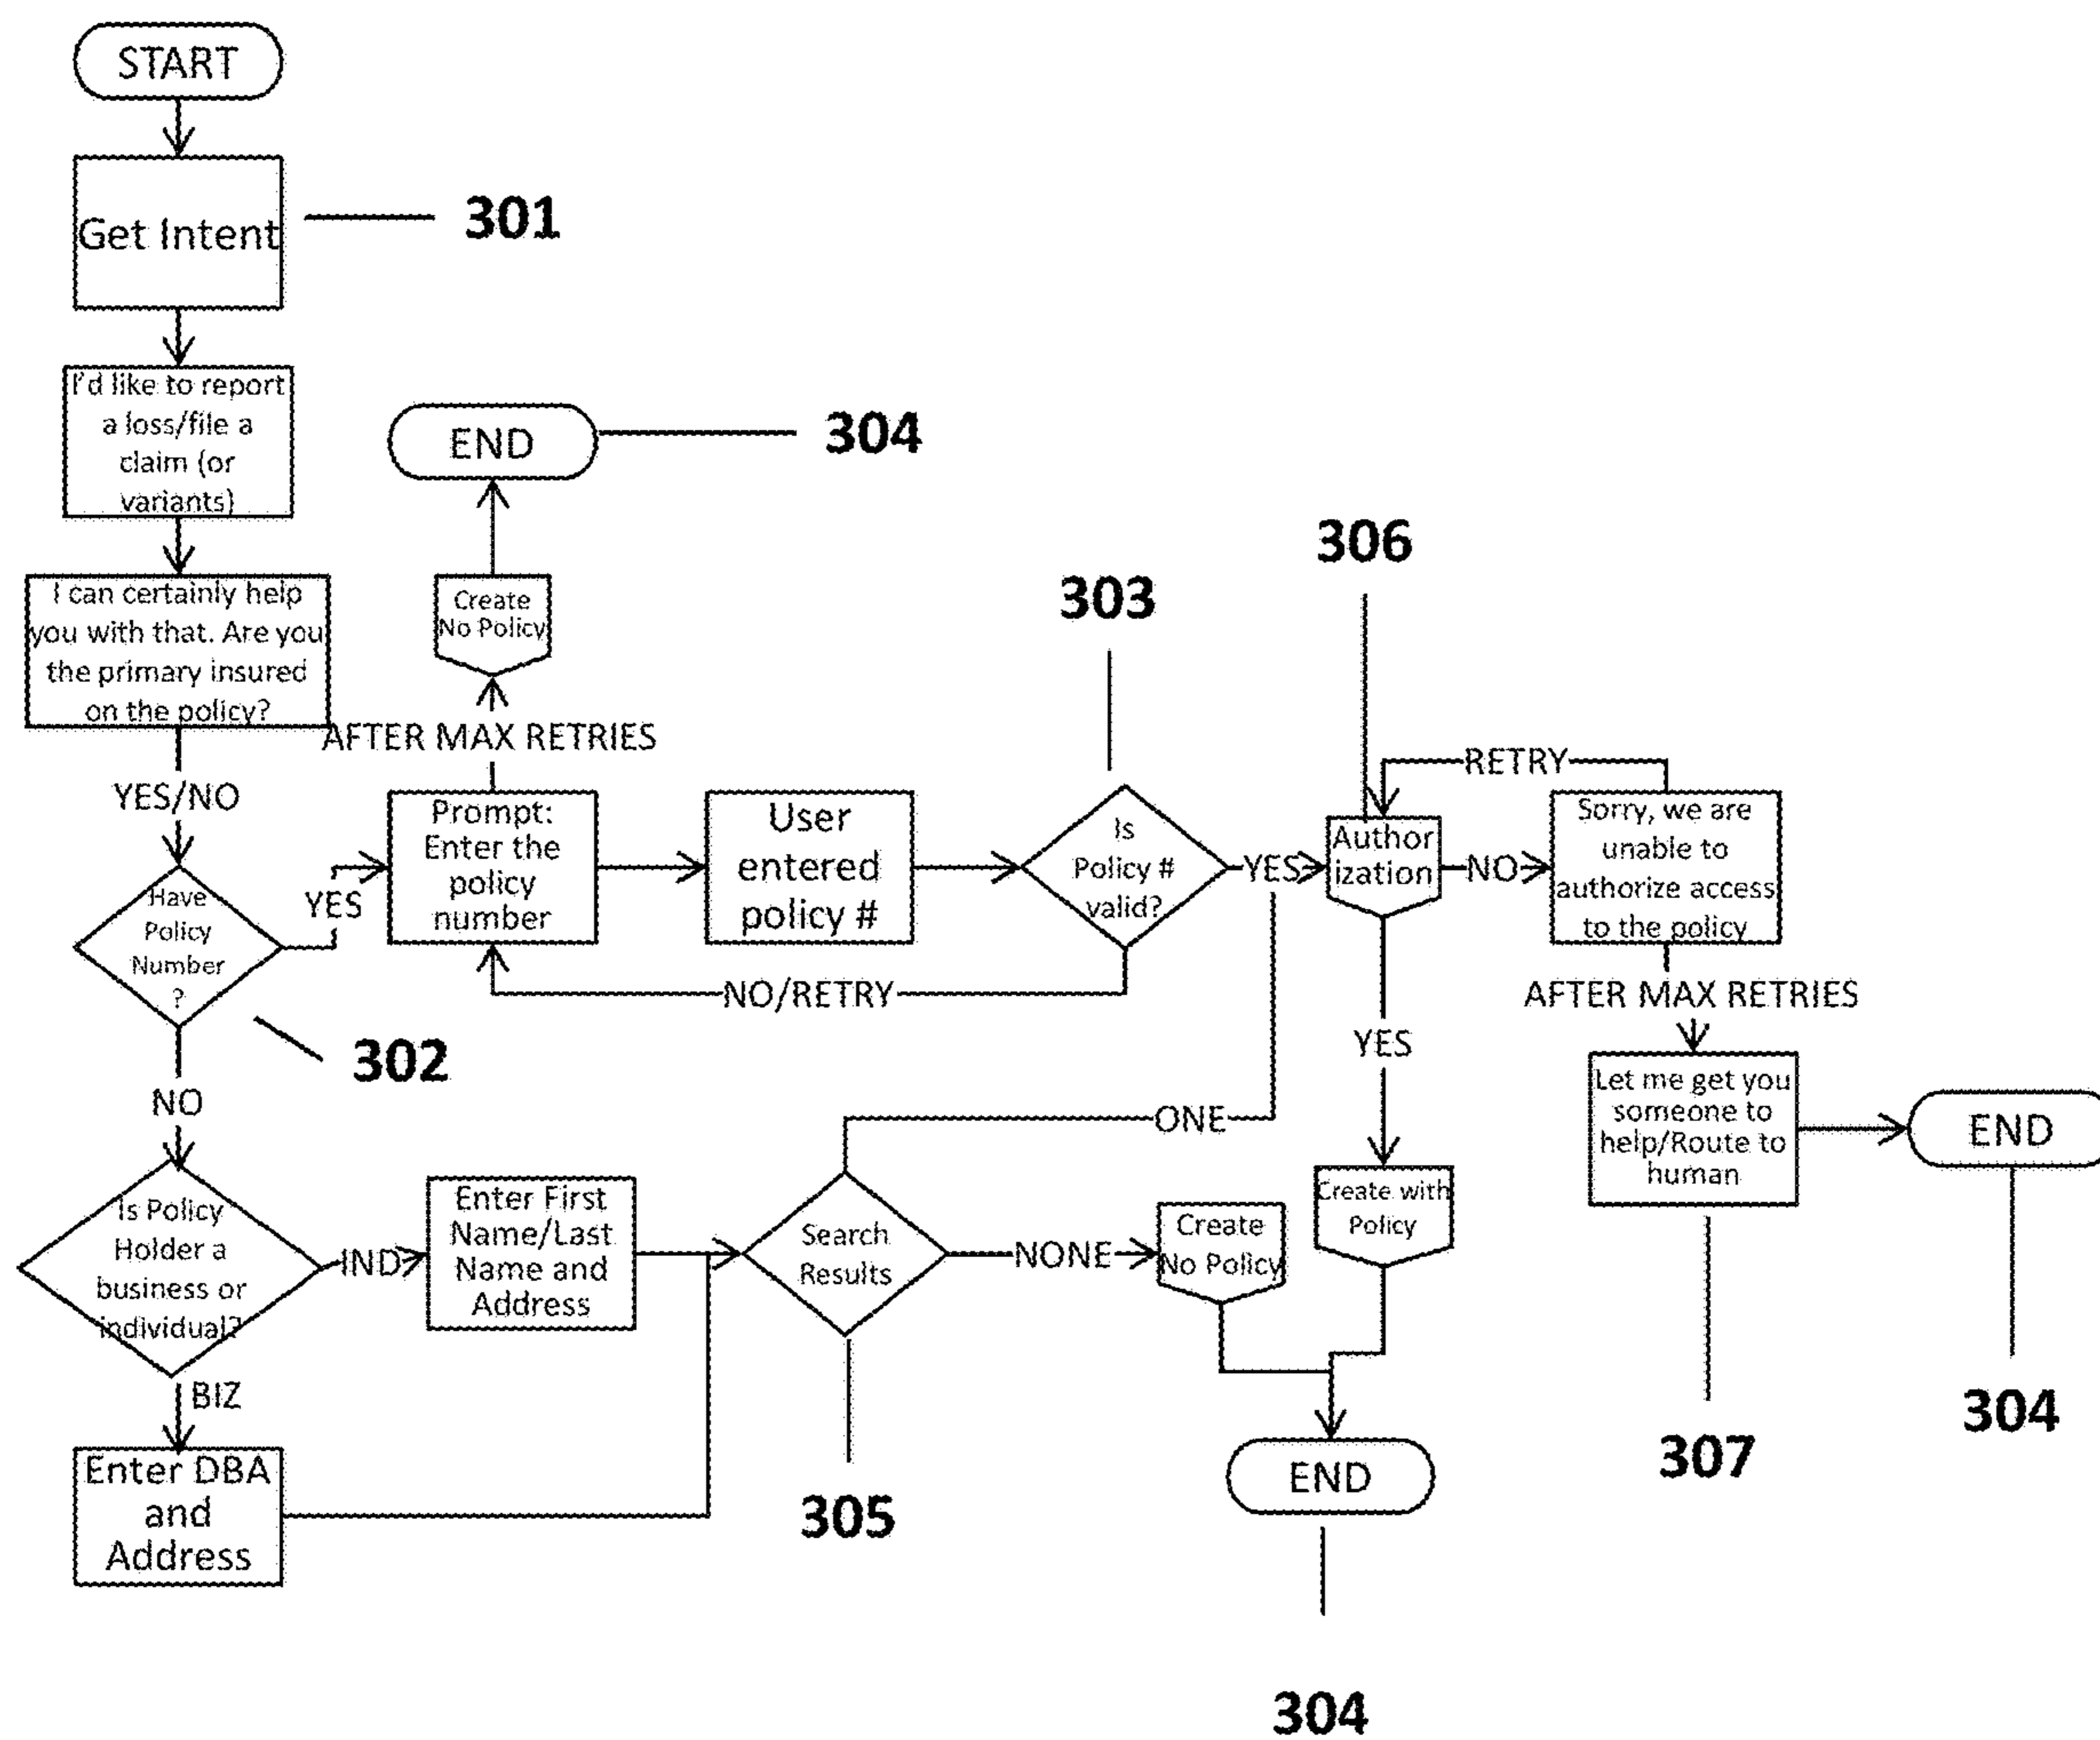 START
Get Intent
301
I'd like to report
a loss/file a
claim (or
variants)
END
304
I can certainly help
you with that. Are you
the primary insured
on the policy?
Create
No Policy
AFTER MAX RETRIES
303
306
YES/NO
Have
Policy
Number
?
302
YES
Prompt:
Enter the
policy
number
User
entered
policy #
Is
Policy #
valid?
NO/RETRY
YES
Author
ization
RETRY
NO
Sorry, we are
unable to
authorize access
to the policy
AFTER MAX RETRIES
YES
Let me get you
someone to
help/Route to
human
END
304
307
NO
Is Policy
Holder a
business or
individual?
IND
Enter First
Name/Last
Name and
Address
BIZ
Enter DBA
and
Address
Search
Results
305
ONE
NONE
Create
No Policy
Create with
Policy
END
304